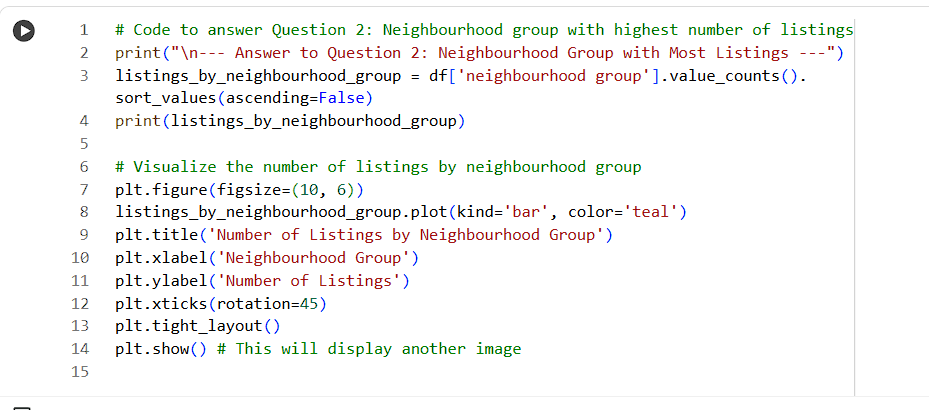 1 # Code to answer Question 2: Neighbourhood group with highest number of listings
2 print("\n--- Answer to Question 2: Neighbourhood Group with Most Listings ---")
3 listings_by_neighbourhood_group = df['neighbourhood group'].value_counts().
sort_values(ascending=False)
4 print(listings_by_neighbourhood_group)
5
6 # Visualize the number of listings by neighbourhood group
7 plt.figure(figsize=(10, 6))
8 listings_by_neighbourhood_group.plot(kind='bar', color='teal')
9 plt.title('Number of Listings by Neighbourhood Group')
10 plt.xlabel('Neighbourhood Group')
11 plt.ylabel('Number of Listings')
12 plt.xticks(rotation=45)
13 plt.tight_layout()
14 plt.show() # This will display another image
15